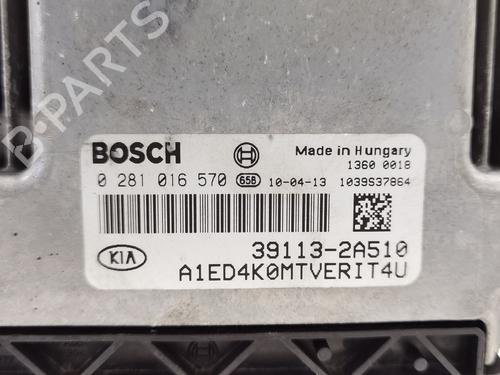 BOSCH Made in Hungary
1360 0018
0 281 016 570 658 10-04-13 1039S37864
39113-2A510
KIA A1ED4K0MTVERIT4U
B-PARTS